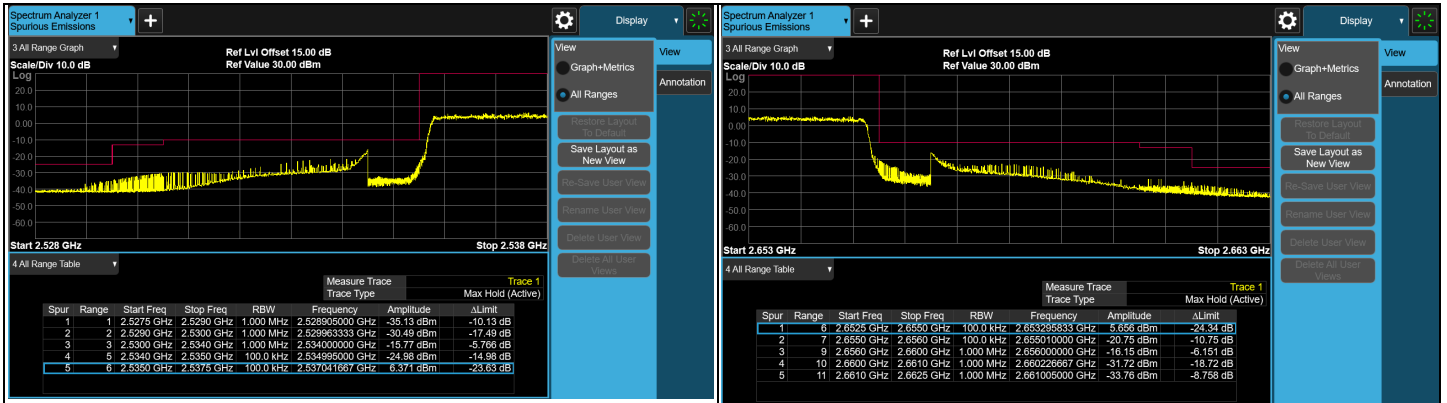 Spectrum Analyzer 1
Spurious Emissions
+
Display
3 All Range Graph
Ref Lvl Offset 15.00 dB
Scale/Div 10.0 dB
Ref Value 30.00 dBm
Log
20.0
10.0
0.00
-10.0
-20.0
-30.0
-40.0
-50.0
-60.0
Start 2.528 GHz
Stop 2.538 GHz
View
Graph+Metrics
All Ranges
Restore Layout
To Default
Save Layout as
New View
Re-Save User View
Rename User View
Delete User View
Delete All User
Views
View
Annotation
4 All Range Table
Measure Trace Trace 1
Trace Type Max Hold (Active)
Spur Range Start Freq Stop Freq RBW Frequency Amplitude ΔLimit
1 1 2.5275 GHz 2.5290 GHz 1.000 MHz 2.528905000 GHz -35.13 dBm -10.13 dB
2 2 2.5290 GHz 2.5300 GHz 1.000 MHz 2.529963333 GHz -30.49 dBm -17.49 dB
3 3 2.5300 GHz 2.5340 GHz 1.000 MHz 2.534000000 GHz -15.77 dBm -5.766 dB
4 5 2.5340 GHz 2.5350 GHz 100.0 kHz 2.534995000 GHz -24.98 dBm -14.98 dB
5 6 2.5350 GHz 2.5375 GHz 100.0 kHz 2.537041667 GHz 6.371 dBm -23.63 dB
Spectrum Analyzer 1
Spurious Emissions
+
Display
3 All Range Graph
Ref Lvl Offset 15.00 dB
Scale/Div 10.0 dB
Ref Value 30.00 dBm
Log
20.0
10.0
0.00
-10.0
-20.0
-30.0
-40.0
-50.0
-60.0
Start 2.653 GHz
Stop 2.663 GHz
View
Graph+Metrics
All Ranges
Restore Layout
To Default
Save Layout as
New View
Re-Save User View
Rename User View
Delete User View
Delete All User
Views
View
Annotation
4 All Range Table
Measure Trace Trace 1
Trace Type Max Hold (Active)
Spur Range Start Freq Stop Freq RBW Frequency Amplitude ΔLimit
1 6 2.6525 GHz 2.6550 GHz 100.0 kHz 2.653295833 GHz 5.656 dBm -24.34 dB
2 7 2.6550 GHz 2.6560 GHz 100.0 kHz 2.655010000 GHz -20.75 dBm -10.75 dB
3 9 2.6560 GHz 2.6600 GHz 1.000 MHz 2.656000000 GHz -16.15 dBm -6.151 dB
4 10 2.6600 GHz 2.6610 GHz 1.000 MHz 2.660226667 GHz -31.72 dBm -18.72 dB
5 11 2.6610 GHz 2.6625 GHz 1.000 MHz 2.661005000 GHz -33.76 dBm -8.758 dB